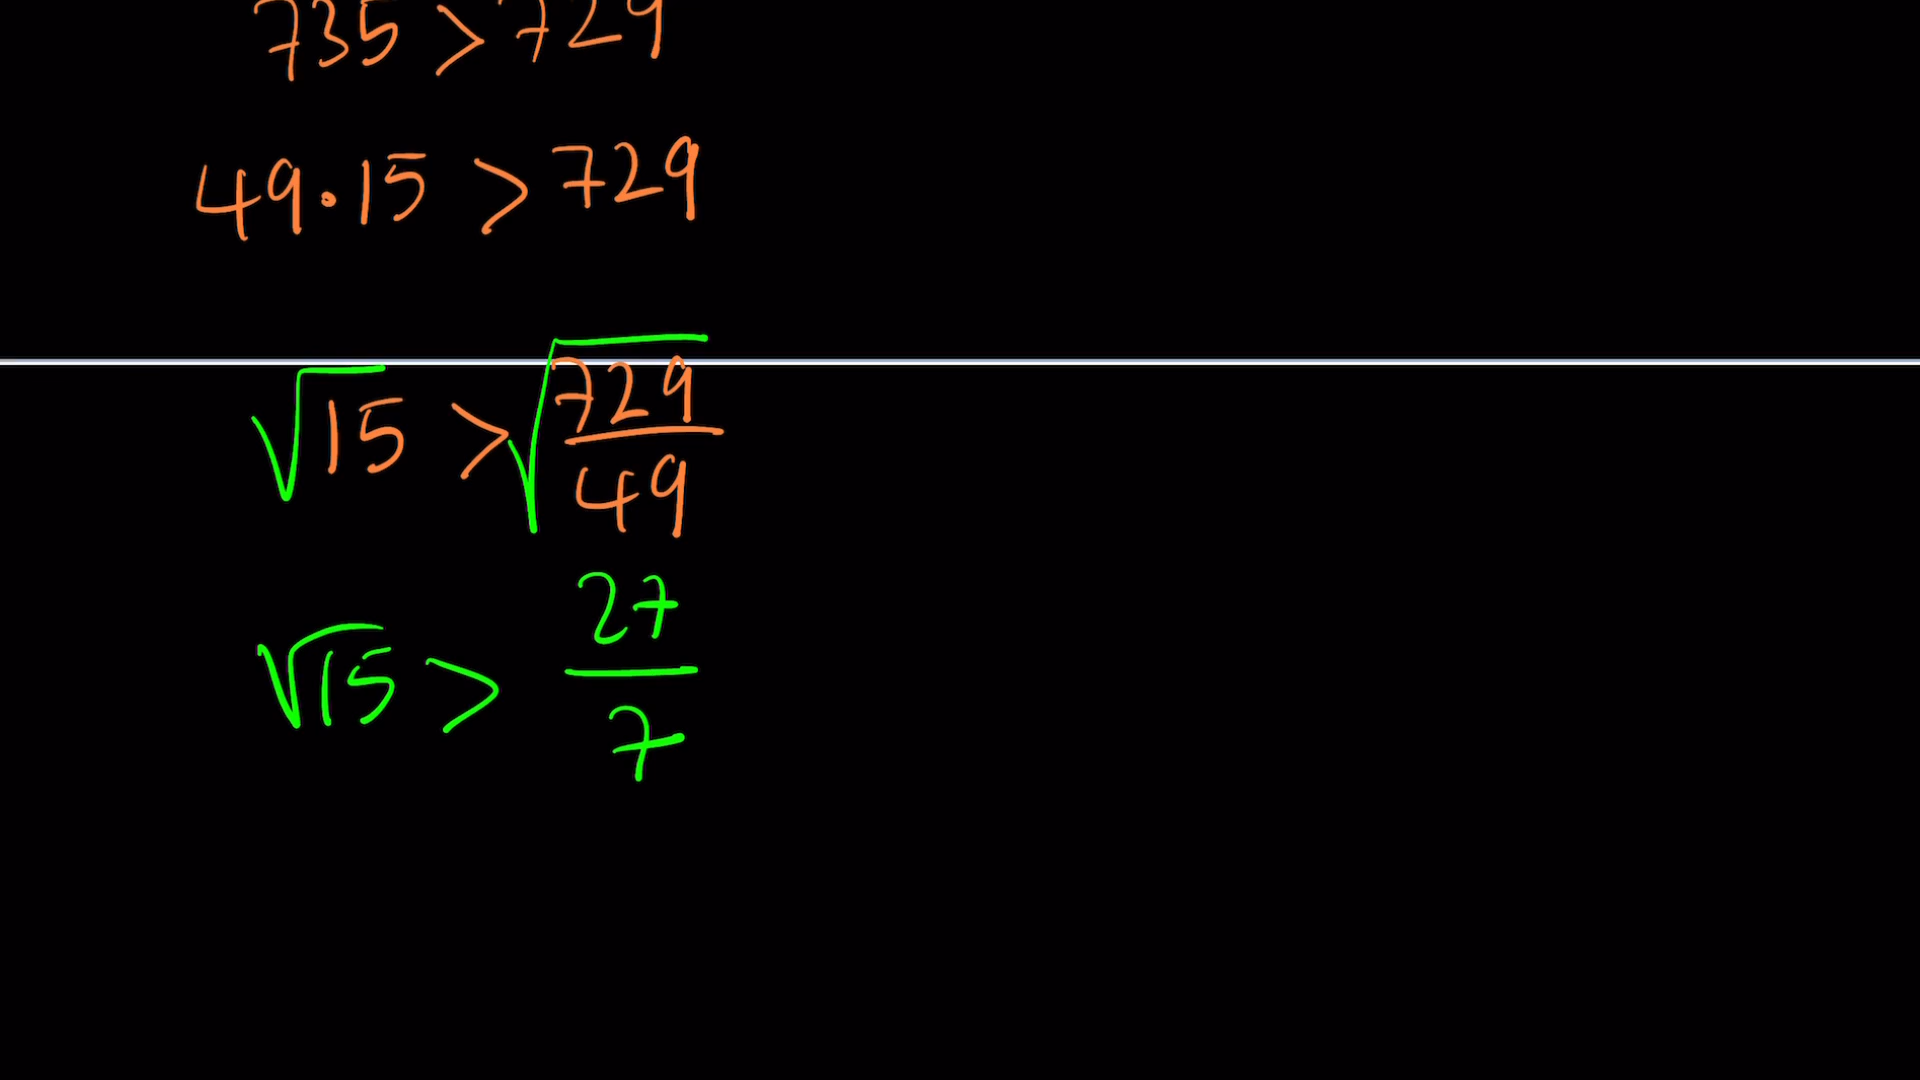 735 > 729
49·15 > 729
√15 > √(729/49)
√15 > 27/7